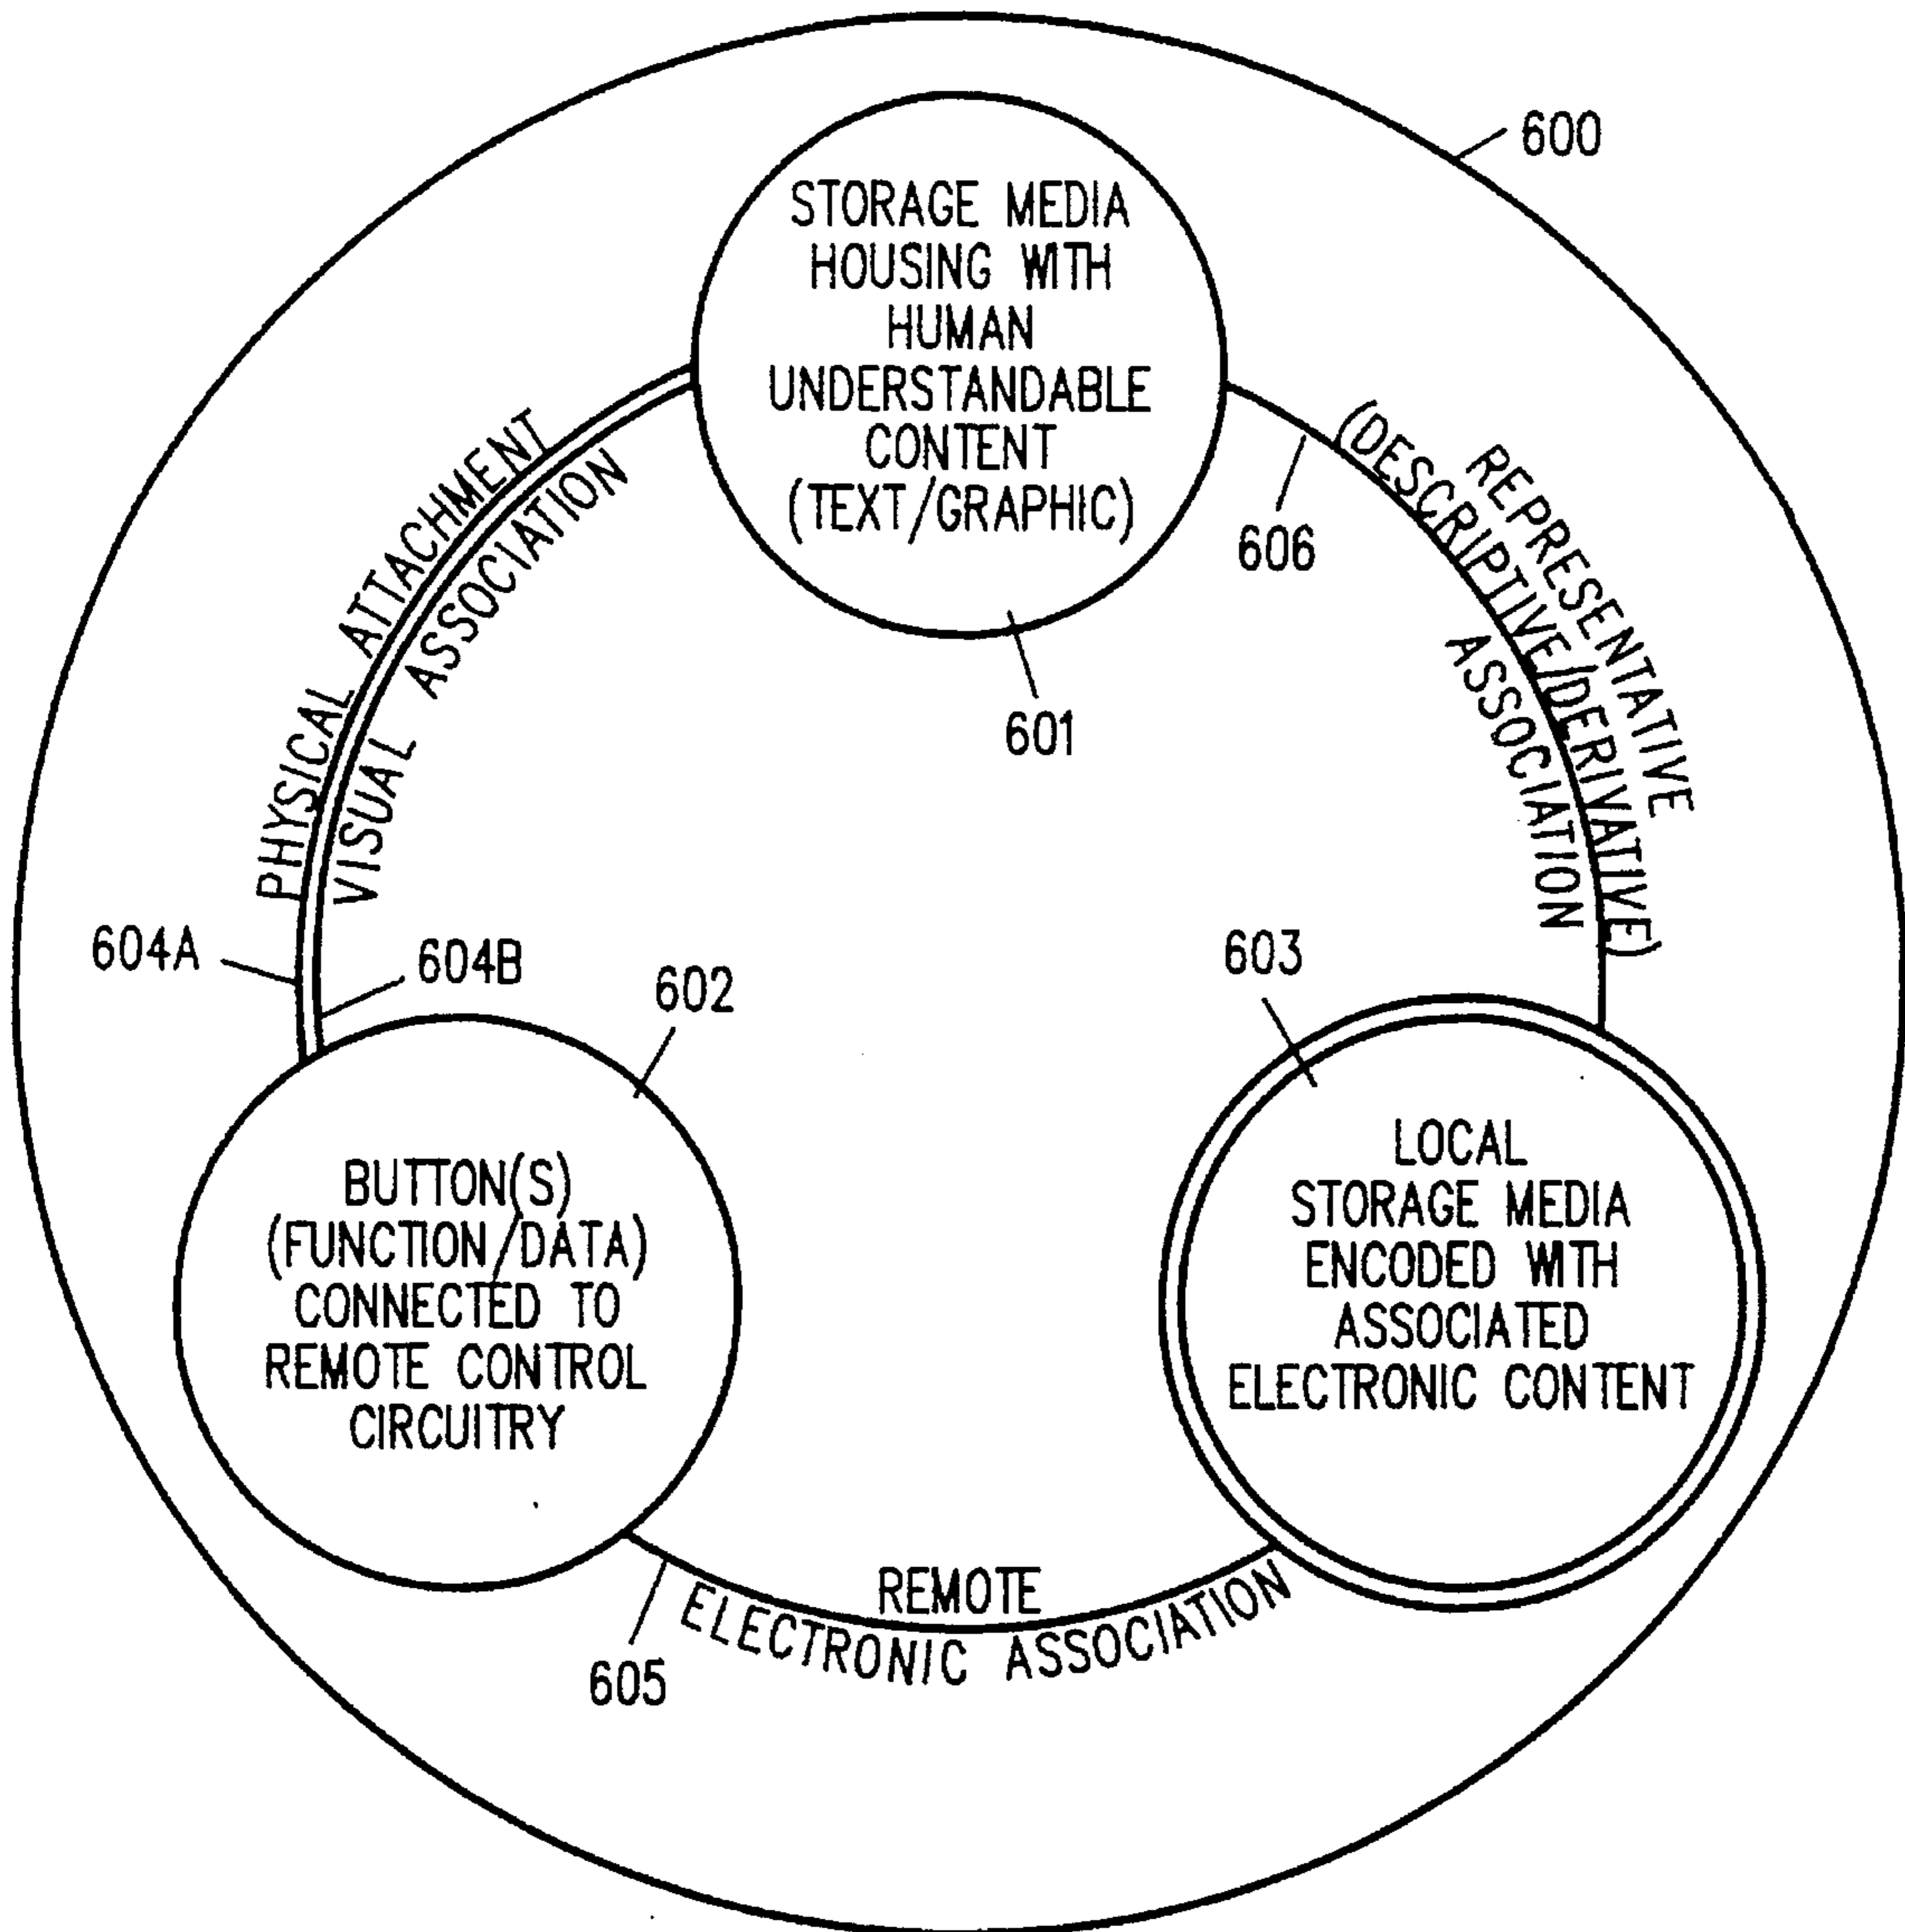 600
STORAGE MEDIA
HOUSING WITH
HUMAN
UNDERSTANDABLE
CONTENT
(TEXT/GRAPHIC)
606
601
PHYSICAL ATTACHMENT
VISUAL ASSOCIATION
REPRESENTATIVE
(DESCRIPTIVE/DERIVATIVE)
ASSOCIATION
604A
604B
602
603
BUTTON(S)
(FUNCTION/DATA)
CONNECTED TO
REMOTE CONTROL
CIRCUITRY
LOCAL
STORAGE MEDIA
ENCODED WITH
ASSOCIATED
ELECTRONIC CONTENT
REMOTE
ELECTRONIC ASSOCIATION
605